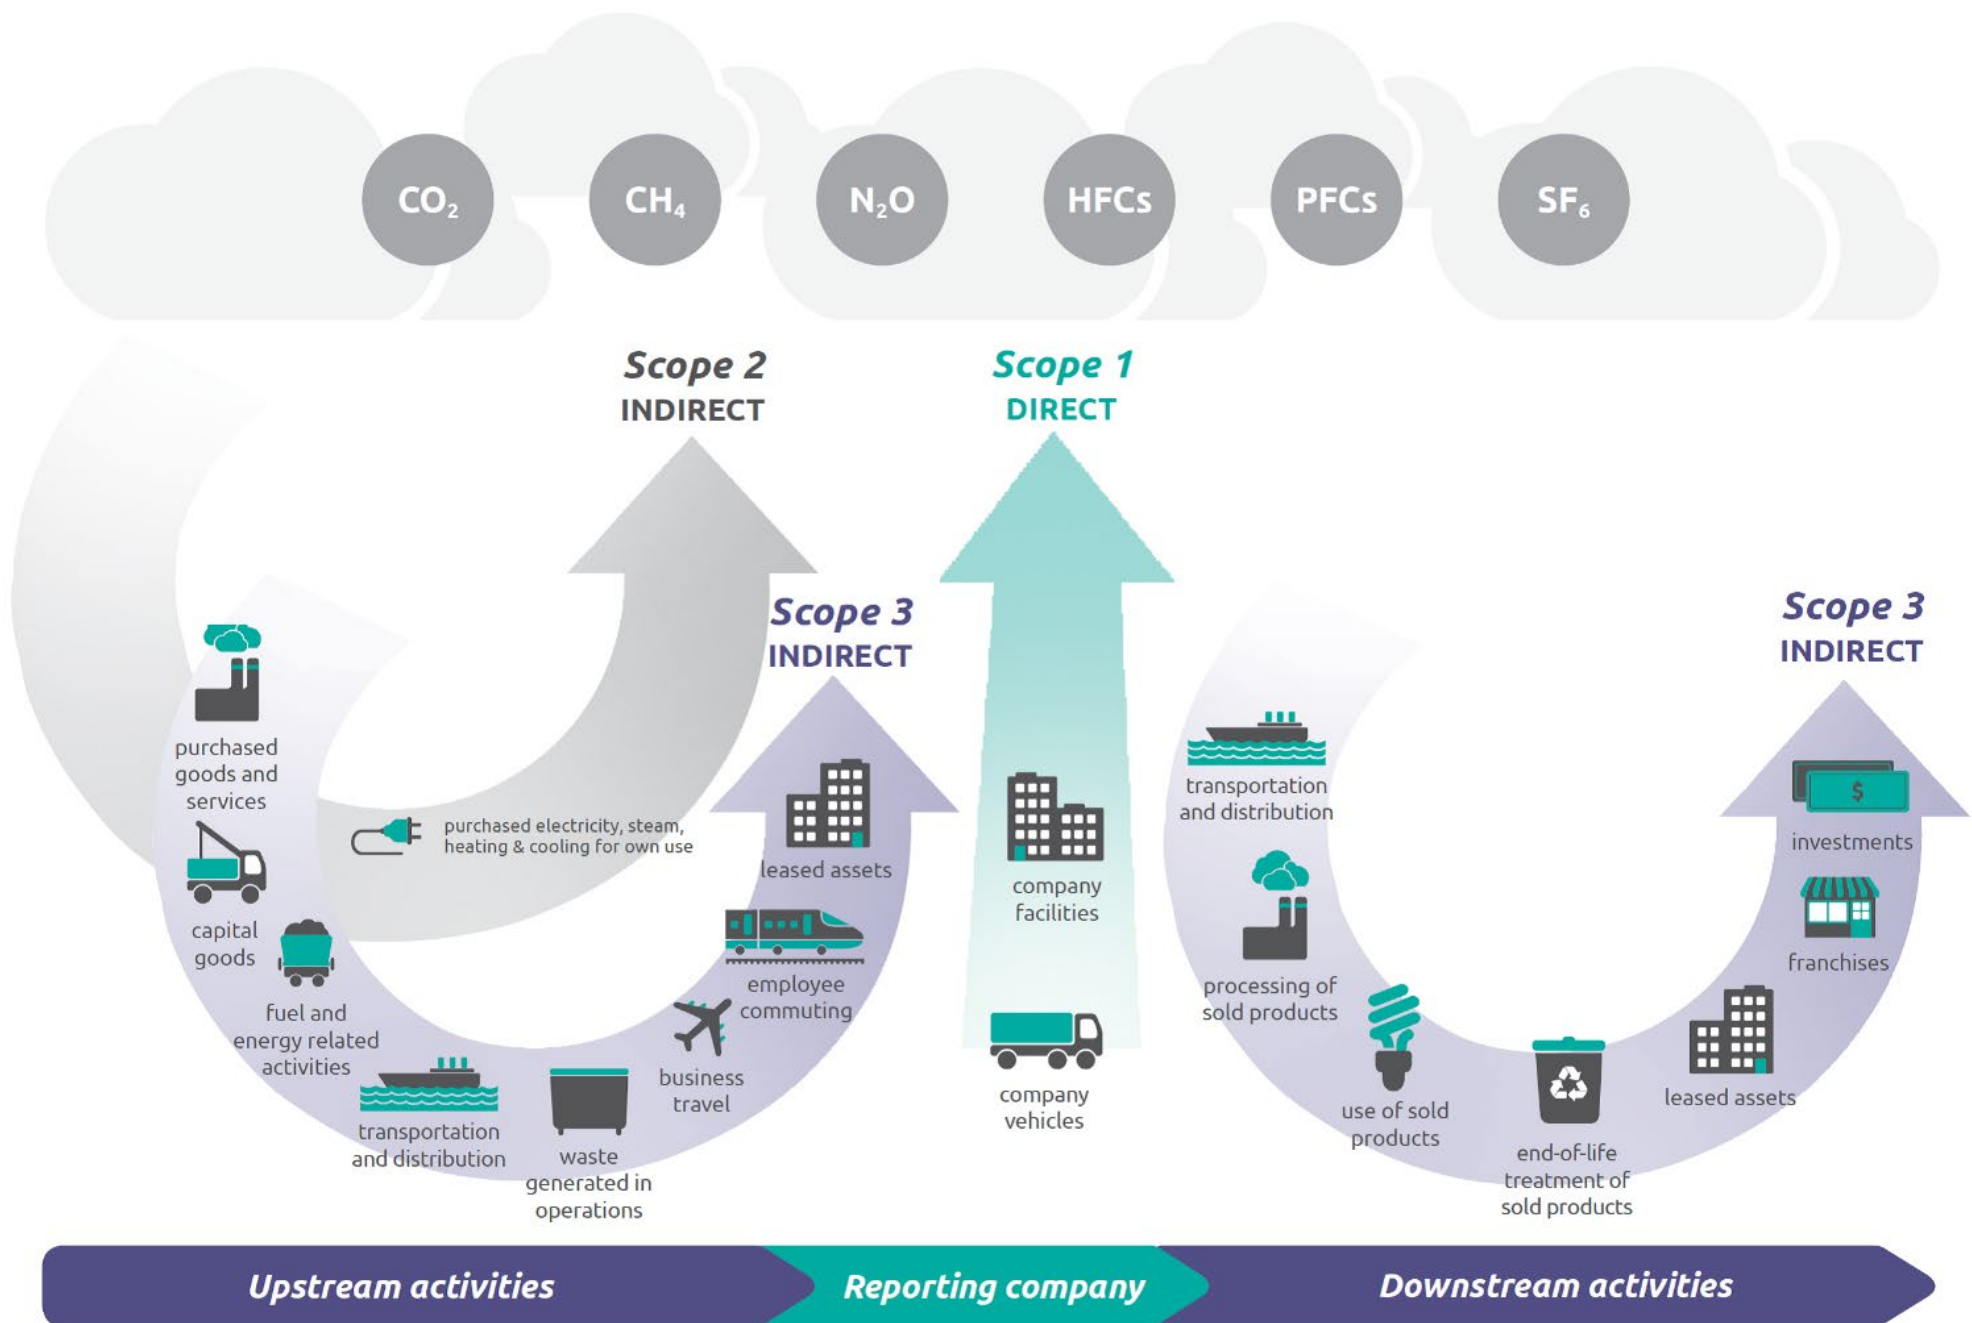 CO₂
CH₄
N₂O
HFCs
PFCs
SF₆
Scope 2
INDIRECT
Scope 1
DIRECT
Scope 3
INDIRECT
Scope 3
INDIRECT
purchased
goods and
services
capital
goods
fuel and
energy related
activities
transportation
and distribution
waste
generated in
operations
business
travel
employee
commuting
leased assets
purchased electricity, steam,
heating & cooling for own use
company
facilities
company
vehicles
transportation
and distribution
processing of
sold products
use of sold
products
end-of-life
treatment of
sold products
leased assets
franchises
investments
$
Upstream activities
Reporting company
Downstream activities